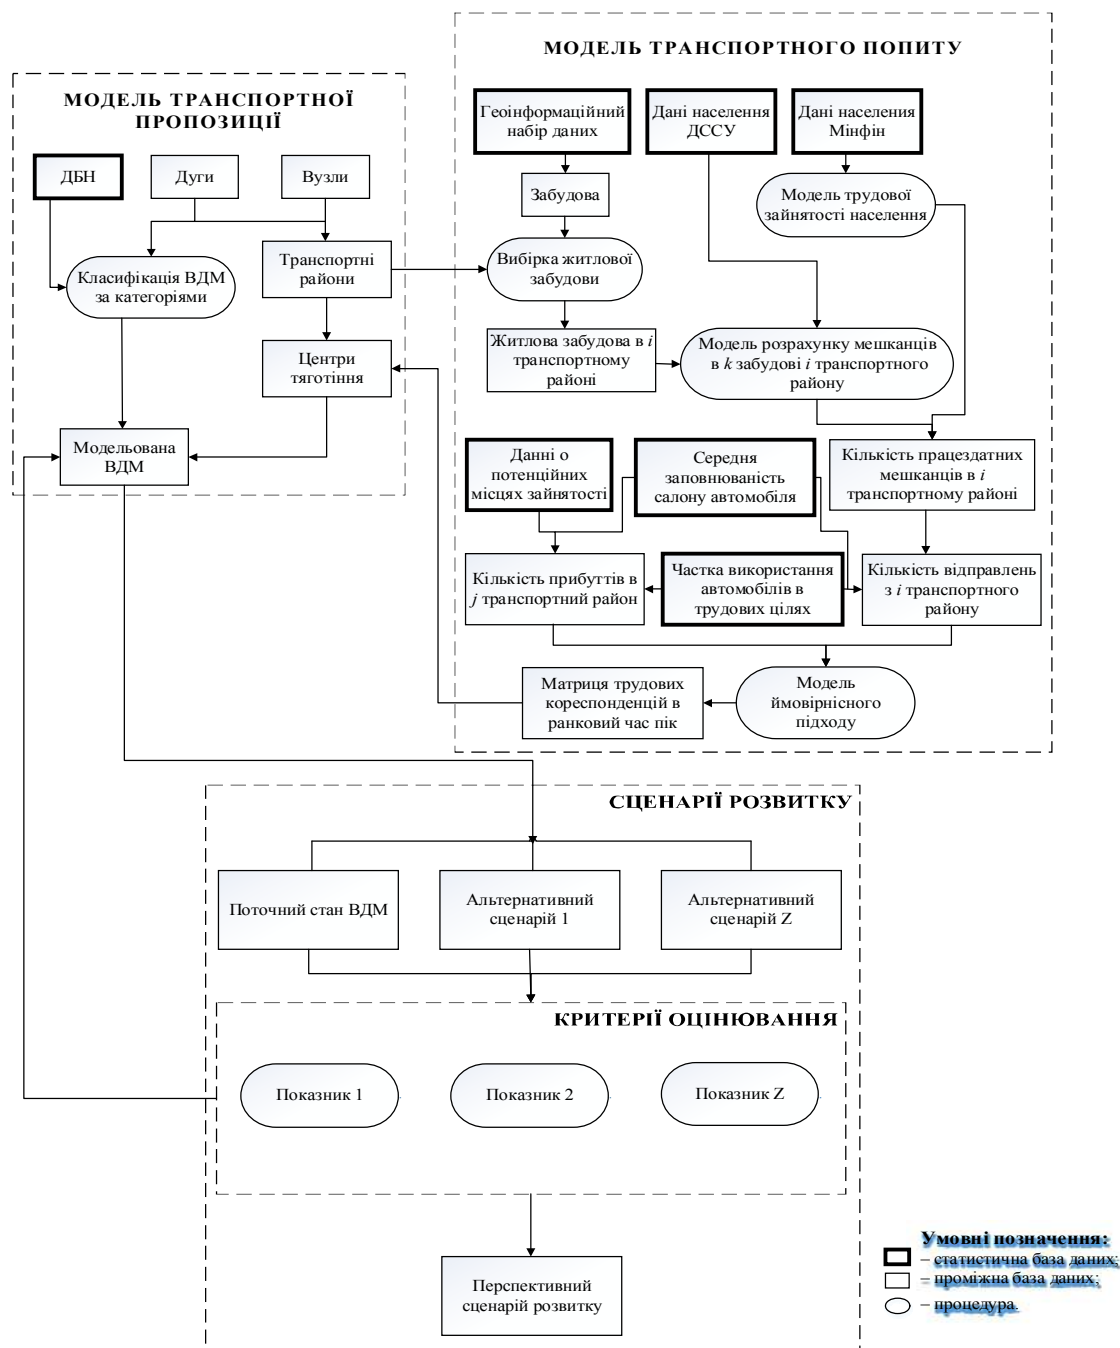 МОДЕЛЬ ТРАНСПОРТНОГО ПОПИТУ
МОДЕЛЬ ТРАНСПОРТНОЇ
ПРОПОЗИЦІЇ
ДБН
Дуги
Вузли
Класифікація ВДМ
за категоріями
Транспортні
райони
Центри
тяготіння
Модельована
ВДМ
Геоінформаційний
набір даних
Дані населення
ДССУ
Дані населения
Мінфін
Забудова
Модель трудової
зайнятості населення
Вибірка житлової
забудови
Житлова забудова в i
транспортному
районі
Модель розрахунку мешканців
в k забудові i транспортного
району
Данні о
потенційних
місцях зайнятості
Середня
заповнюваність
салону автомобіля
Кількість працездатних
мешканців в i
транспортному районі
Кількість прибуттів в
j транспортний район
Частка використання
автомобілів в
трудових цілях
Кількість відправлень
з i транспортного
району
Матриця трудових
кореспонденцій в
ранковий час пік
Модель
ймовірнісного
підходу
СЦЕНАРІЇ РОЗВИТКУ
Поточний стан ВДМ
Альтернативний
сценарій 1
Альтернативний
сценарій Z
КРИТЕРІЇ ОЦІНЮВАННЯ
Показник 1
Показник 2
Показник Z
Перспективний
сценарій розвитку
Умовні позначення:
– статистична база даних;
– проміжна база даних;
– процедура.